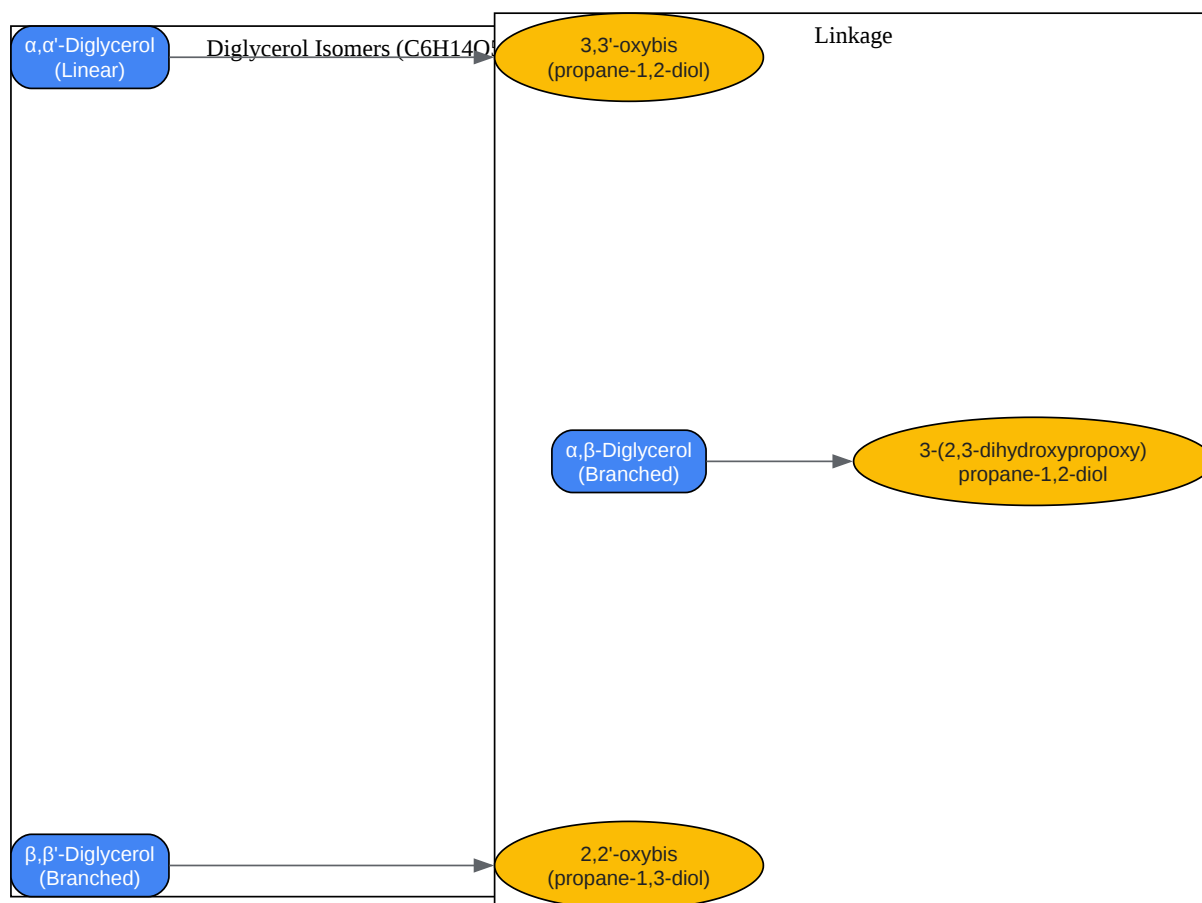 α,α'-Diglycerol
(Linear)
Diglycerol Isomers (C6H14O5
3,3'-oxybis
(propane-1,2-diol)
Linkage
α,β-Diglycerol
(Branched)
3-(2,3-dihydroxypropoxy)
propane-1,2-diol
β,β'-Diglycerol
(Branched)
2,2'-oxybis
(propane-1,3-diol)